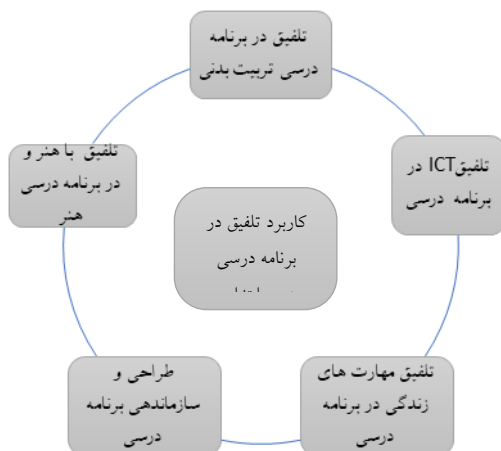 تلفیق در برنامه
درسی تربیت بدنی
تلفیقICT در
برنامه درسی
تلفیق مهارت های
زندگی در برنامه
درسی
طراحی و
سازماندهی برنامه
درسی
تلفیق با هنر و
در برنامه درسی
هنر
کاربرد تلفیق در
برنامه درسی